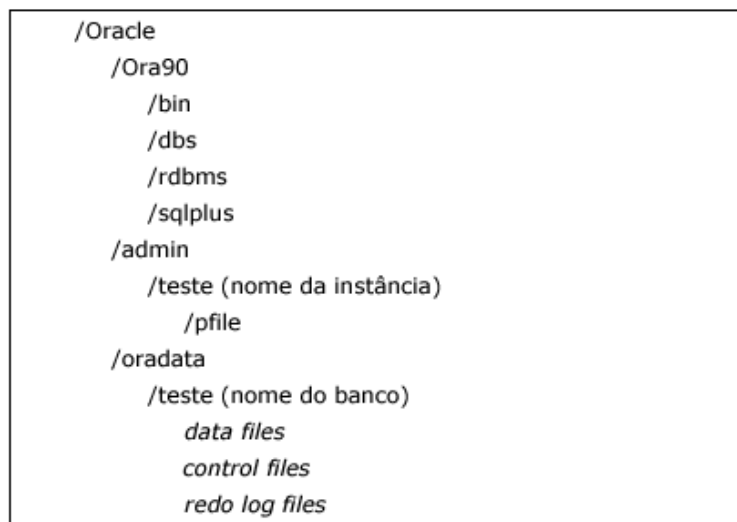 /Oracle
/Ora90
/bin
/dbs
/rdbms
/sqlplus
/admin
/teste (nome da instância)
/pfile
/oradata
/teste (nome do banco)
data files
control files
redo log files